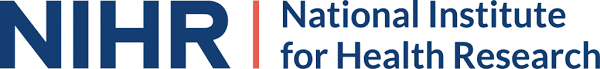 NIHR
National Institute
for Health Research